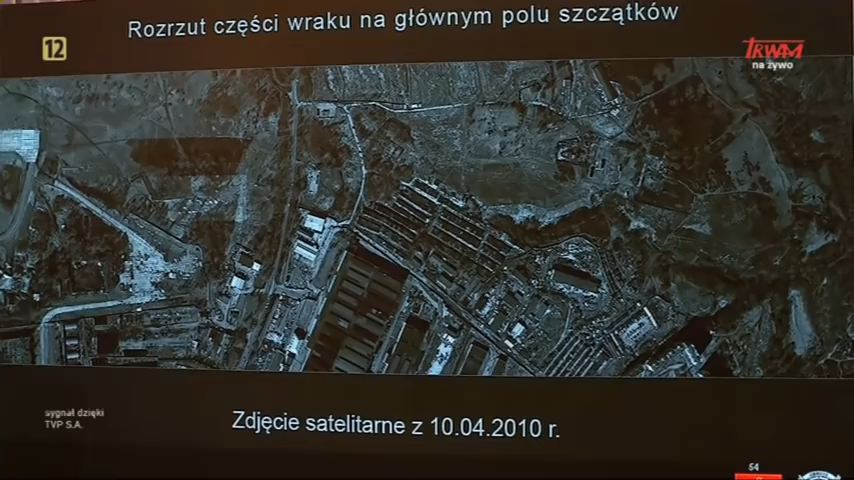 Rozrzut części wraku na głównym polu szczątków
12
TRWAM
na żywo
sygnał dzięki
TVP S.A.
Zdjęcie satelitarne z 10.04.2010 r.
54